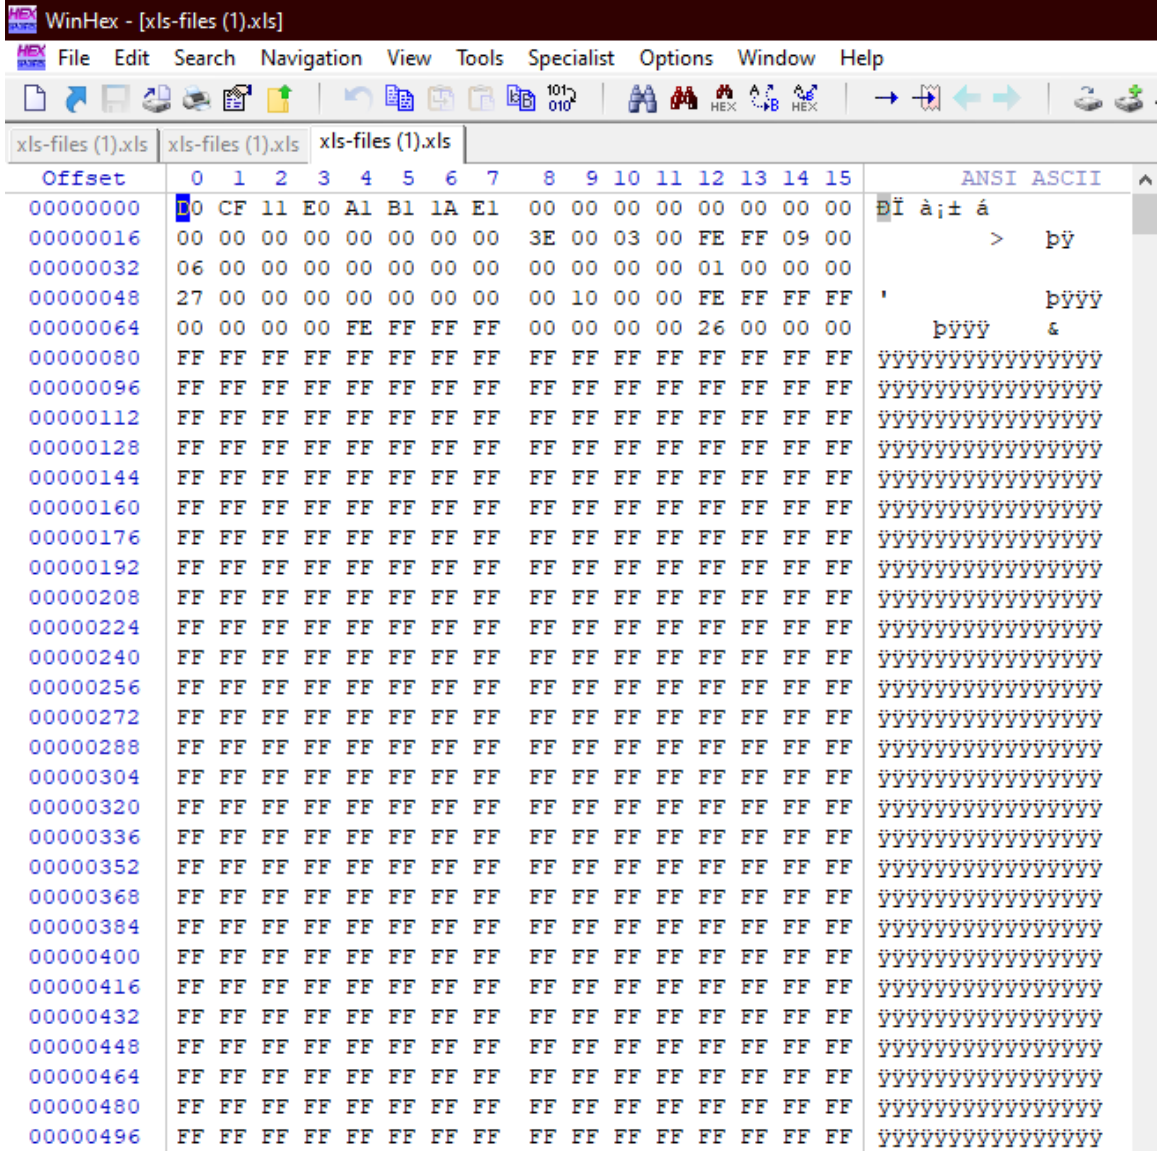 WinHex - [xls-files (1).xls]
File Edit Search Navigation View Tools Specialist Options Window Help
xls-files (1).xls xls-files (1).xls xls-files (1).xls
Offset 0 1 2 3 4 5 6 7 8 9 10 11 12 13 14 15 ANSI ASCII
00000000 D0 CF 11 E0 A1 B1 1A E1 00 00 00 00 00 00 00 00 ÐÏ à¡± á
00000016 00 00 00 00 00 00 00 00 3E 00 03 00 FE FF 09 00 > þÿ
00000032 06 00 00 00 00 00 00 00 00 00 00 00 01 00 00 00
00000048 27 00 00 00 00 00 00 00 00 10 00 00 FE FF FF FF ' þÿÿÿ
00000064 00 00 00 00 FE FF FF FF 00 00 00 00 26 00 00 00 þÿÿÿ &
00000080 FF FF FF FF FF FF FF FF FF FF FF FF FF FF FF FF ÿÿÿÿÿÿÿÿÿÿÿÿÿÿÿÿ
00000096 FF FF FF FF FF FF FF FF FF FF FF FF FF FF FF FF ÿÿÿÿÿÿÿÿÿÿÿÿÿÿÿÿ
00000112 FF FF FF FF FF FF FF FF FF FF FF FF FF FF FF FF ÿÿÿÿÿÿÿÿÿÿÿÿÿÿÿÿ
00000128 FF FF FF FF FF FF FF FF FF FF FF FF FF FF FF FF ÿÿÿÿÿÿÿÿÿÿÿÿÿÿÿÿ
00000144 FF FF FF FF FF FF FF FF FF FF FF FF FF FF FF FF ÿÿÿÿÿÿÿÿÿÿÿÿÿÿÿÿ
00000160 FF FF FF FF FF FF FF FF FF FF FF FF FF FF FF FF ÿÿÿÿÿÿÿÿÿÿÿÿÿÿÿÿ
00000176 FF FF FF FF FF FF FF FF FF FF FF FF FF FF FF FF ÿÿÿÿÿÿÿÿÿÿÿÿÿÿÿÿ
00000192 FF FF FF FF FF FF FF FF FF FF FF FF FF FF FF FF ÿÿÿÿÿÿÿÿÿÿÿÿÿÿÿÿ
00000208 FF FF FF FF FF FF FF FF FF FF FF FF FF FF FF FF ÿÿÿÿÿÿÿÿÿÿÿÿÿÿÿÿ
00000224 FF FF FF FF FF FF FF FF FF FF FF FF FF FF FF FF ÿÿÿÿÿÿÿÿÿÿÿÿÿÿÿÿ
00000240 FF FF FF FF FF FF FF FF FF FF FF FF FF FF FF FF ÿÿÿÿÿÿÿÿÿÿÿÿÿÿÿÿ
00000256 FF FF FF FF FF FF FF FF FF FF FF FF FF FF FF FF ÿÿÿÿÿÿÿÿÿÿÿÿÿÿÿÿ
00000272 FF FF FF FF FF FF FF FF FF FF FF FF FF FF FF FF ÿÿÿÿÿÿÿÿÿÿÿÿÿÿÿÿ
00000288 FF FF FF FF FF FF FF FF FF FF FF FF FF FF FF FF ÿÿÿÿÿÿÿÿÿÿÿÿÿÿÿÿ
00000304 FF FF FF FF FF FF FF FF FF FF FF FF FF FF FF FF ÿÿÿÿÿÿÿÿÿÿÿÿÿÿÿÿ
00000320 FF FF FF FF FF FF FF FF FF FF FF FF FF FF FF FF ÿÿÿÿÿÿÿÿÿÿÿÿÿÿÿÿ
00000336 FF FF FF FF FF FF FF FF FF FF FF FF FF FF FF FF ÿÿÿÿÿÿÿÿÿÿÿÿÿÿÿÿ
00000352 FF FF FF FF FF FF FF FF FF FF FF FF FF FF FF FF ÿÿÿÿÿÿÿÿÿÿÿÿÿÿÿÿ
00000368 FF FF FF FF FF FF FF FF FF FF FF FF FF FF FF FF ÿÿÿÿÿÿÿÿÿÿÿÿÿÿÿÿ
00000384 FF FF FF FF FF FF FF FF FF FF FF FF FF FF FF FF ÿÿÿÿÿÿÿÿÿÿÿÿÿÿÿÿ
00000400 FF FF FF FF FF FF FF FF FF FF FF FF FF FF FF FF ÿÿÿÿÿÿÿÿÿÿÿÿÿÿÿÿ
00000416 FF FF FF FF FF FF FF FF FF FF FF FF FF FF FF FF ÿÿÿÿÿÿÿÿÿÿÿÿÿÿÿÿ
00000432 FF FF FF FF FF FF FF FF FF FF FF FF FF FF FF FF ÿÿÿÿÿÿÿÿÿÿÿÿÿÿÿÿ
00000448 FF FF FF FF FF FF FF FF FF FF FF FF FF FF FF FF ÿÿÿÿÿÿÿÿÿÿÿÿÿÿÿÿ
00000464 FF FF FF FF FF FF FF FF FF FF FF FF FF FF FF FF ÿÿÿÿÿÿÿÿÿÿÿÿÿÿÿÿ
00000480 FF FF FF FF FF FF FF FF FF FF FF FF FF FF FF FF ÿÿÿÿÿÿÿÿÿÿÿÿÿÿÿÿ
00000496 FF FF FF FF FF FF FF FF FF FF FF FF FF FF FF FF ÿÿÿÿÿÿÿÿÿÿÿÿÿÿÿÿ